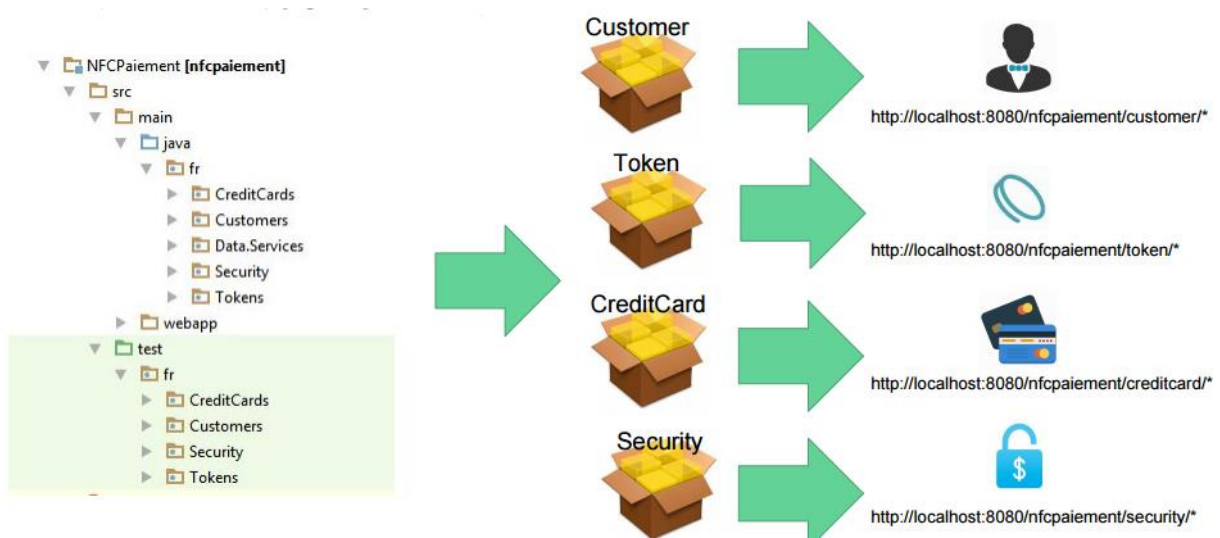 NFCPaiement [nfcpaiement]
src
main
java
fr
CreditCards
Customers
Data.Services
Security
Tokens
webapp
test
fr
CreditCards
Customers
Security
Tokens
Customer
http://localhost:8080/nfcpaiement/customer/*
Token
http://localhost:8080/nfcpaiement/token/*
CreditCard
http://localhost:8080/nfcpaiement/creditcard/*
Security
$
http://localhost:8080/nfcpaiement/security/*